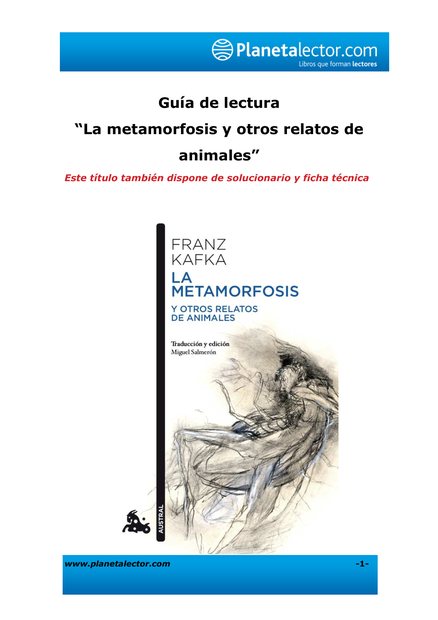 Planetalector.com
Libros que forman lectores
Guía de lectura
“La metamorfosis y otros relatos de
animales”
Este título también dispone de solucionario y ficha técnica
FRANZ
KAFKA
LA
METAMORFOSIS
Y OTROS RELATOS
DE ANIMALES
Traducción y edición
Miguel Salmerón
AUSTRAL
www.planetalector.com -1-